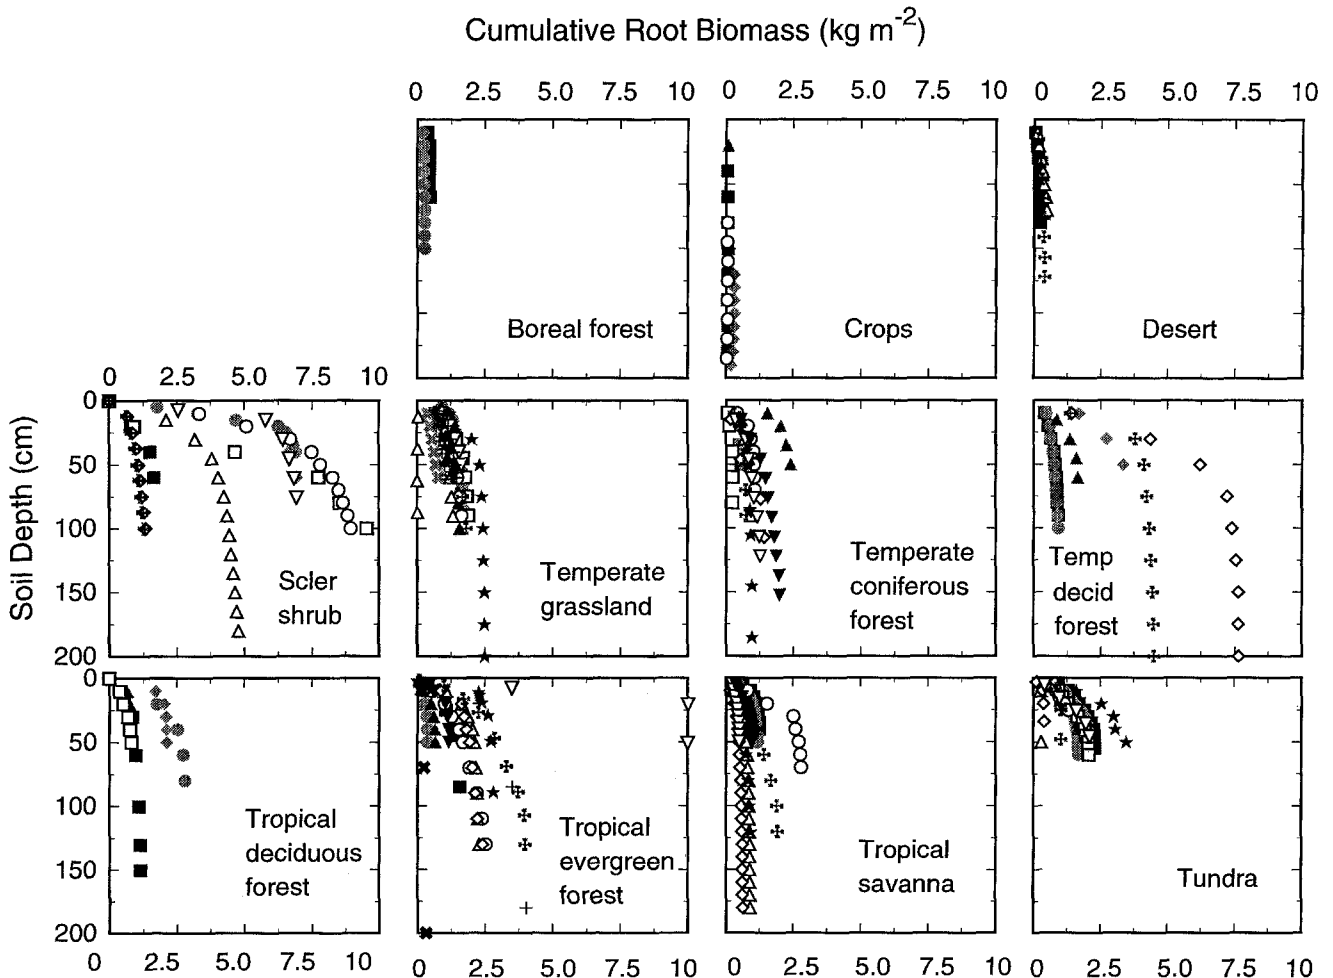 Cumulative Root Biomass (kg m-2)
0 2.5 5.0 7.5 10 0 2.5 5.0 7.5 10 0 2.5 5.0 7.5 10
Boreal forest Crops Desert
0 2.5 5.0 7.5 10
Soil Depth (cm)
0
50
100
150
200
Scler
shrub
Temperate
grassland
Temperate
coniferous
forest
Temp
decid
forest
0
50
100
150
200
Tropical
deciduous
forest
Tropical
evergreen
forest
Tropical
savanna
Tundra
0 2.5 5.0 7.5 10 0 2.5 5.0 7.5 10 0 2.5 5.0 7.5 10 0 2.5 5.0 7.5 10